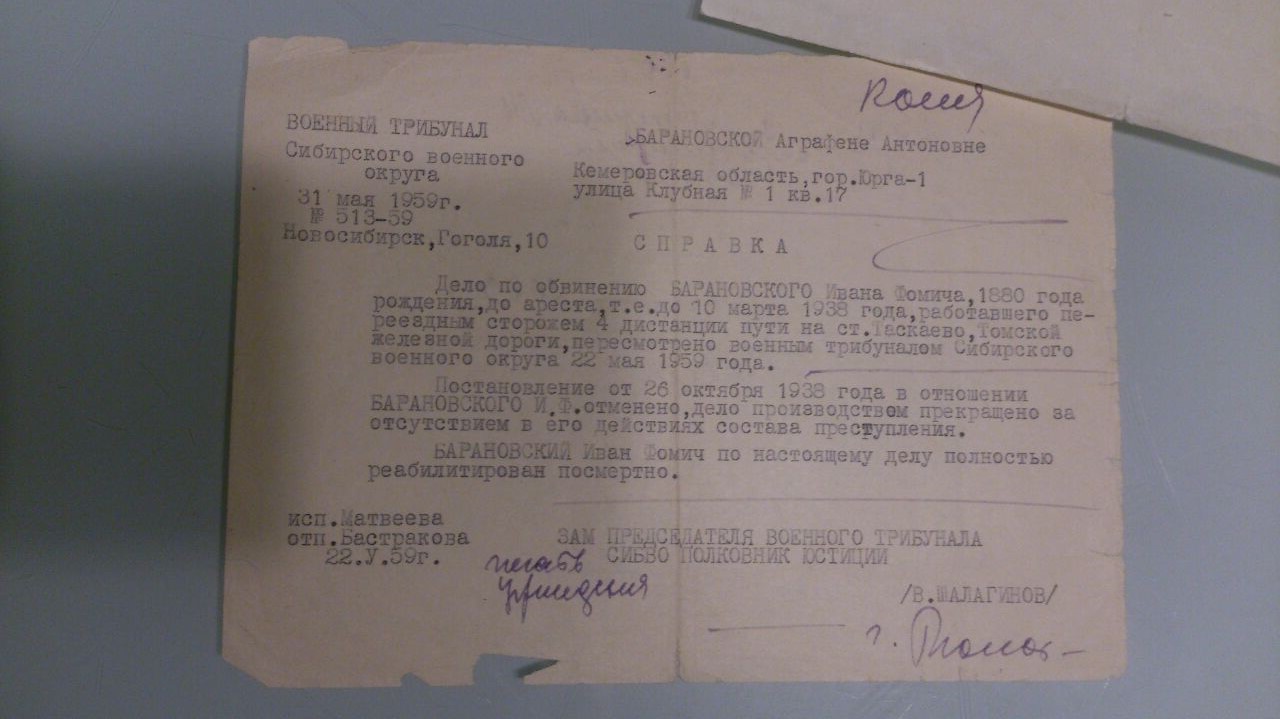 Копия
ВОЕННЫЙ ТРИБУНАЛ
Сибирского военного
округа
31 мая 1959г.
№ 513-59
Новосибирск,Гоголя,10
БАРАНОВСКОЙ Аграфене Антоновне
Кемеровская область,гор.Юрга-1
улица Клубная № 1 кв.17
С П Р А В К А
Дело по обвинению БАРАНОВСКОГО Ивана Фомича,1880 года
рождения,до ареста,т.е.до 10 марта 1938 года,работавшего пе-
реездным сторожем 4 дистанции пути на ст.Таскаево,Томской
железной дороги,пересмотрено военным трибуналом Сибирского
военного округа 22 мая 1959 года.
Постановление от 26 октября 1938 года в отношении
БАРАНОВСКОГО И.Ф.отменено,дело производством прекращено за
отсутствием в его действиях состава преступления.
БАРАНОВСКИЙ Иван Фомич по настоящему делу полностью
реабилитирован посмертно.
исп.Матвеева
отп.Бастракова
22.У.59г.
ЗАМ ПРЕДСЕДАТЕЛЯ ВОЕННОГО ТРИБУНАЛА
СИБВО ПОЛКОВНИК ЮСТИЦИИ
/В.ШАЛАГИНОВ/
печать
г.